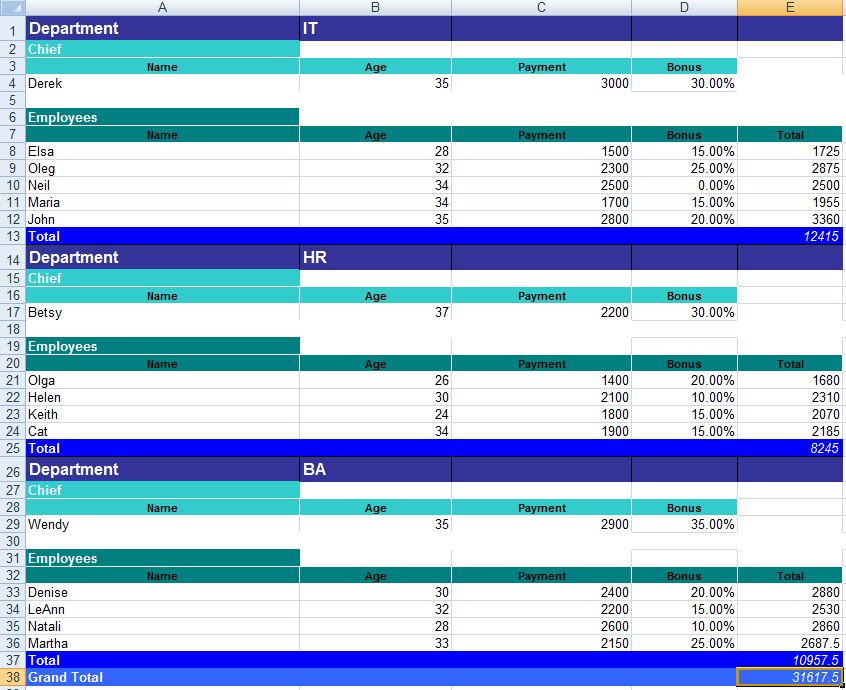 A B C D E
1 Department IT
2 Chief
3 Name Age Payment Bonus
4 Derek 35 3000 30.00%
5
6 Employees
7 Name Age Payment Bonus Total
8 Elsa 28 1500 15.00% 1725
9 Oleg 32 2300 25.00% 2875
10 Neil 34 2500 0.00% 2500
11 Maria 34 1700 15.00% 1955
12 John 35 2800 20.00% 3360
13 Total 12415
14 Department HR
15 Chief
16 Name Age Payment Bonus
17 Betsy 37 2200 30.00%
18
19 Employees
20 Name Age Payment Bonus Total
21 Olga 26 1400 20.00% 1680
22 Helen 30 2100 10.00% 2310
23 Keith 24 1800 15.00% 2070
24 Cat 34 1900 15.00% 2185
25 Total 8245
26 Department BA
27 Chief
28 Name Age Payment Bonus
29 Wendy 35 2900 35.00%
30
31 Employees
32 Name Age Payment Bonus Total
33 Denise 30 2400 20.00% 2880
34 LeAnn 32 2200 15.00% 2530
35 Natali 28 2600 10.00% 2860
36 Martha 33 2150 25.00% 2687.5
37 Total 10957.5
38 Grand Total 31617.5